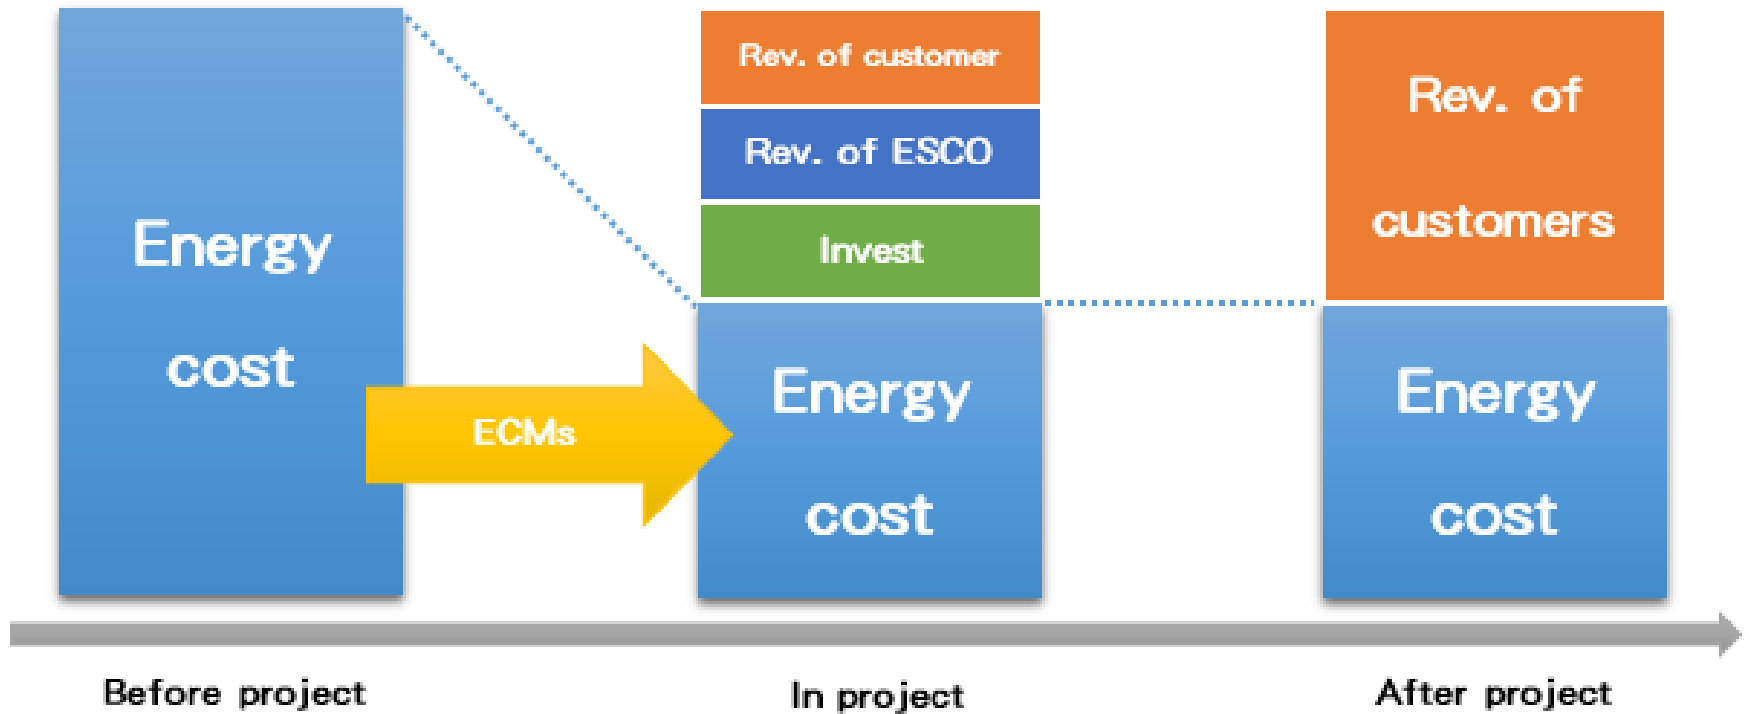 Energy
cost
ECMs
Rev. of customer
Rev. of ESCO
Invest
Energy
cost
Rev. of
customers
Energy
cost
Before project
In project
After project